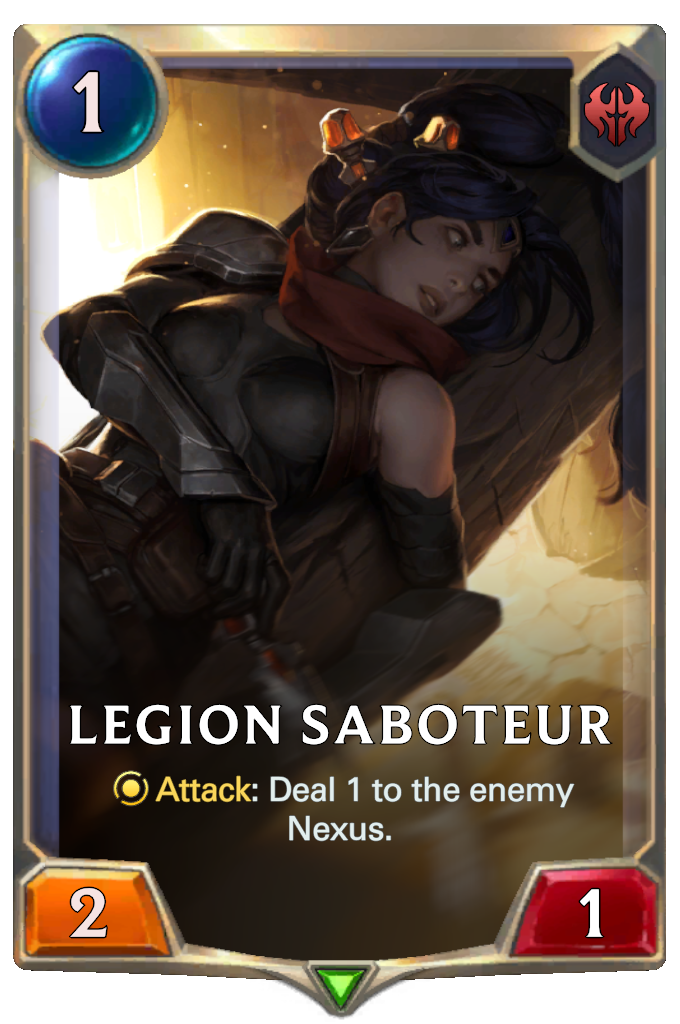 1
LEGION SABOTEUR
Attack: Deal 1 to the enemy
Nexus.
2
1